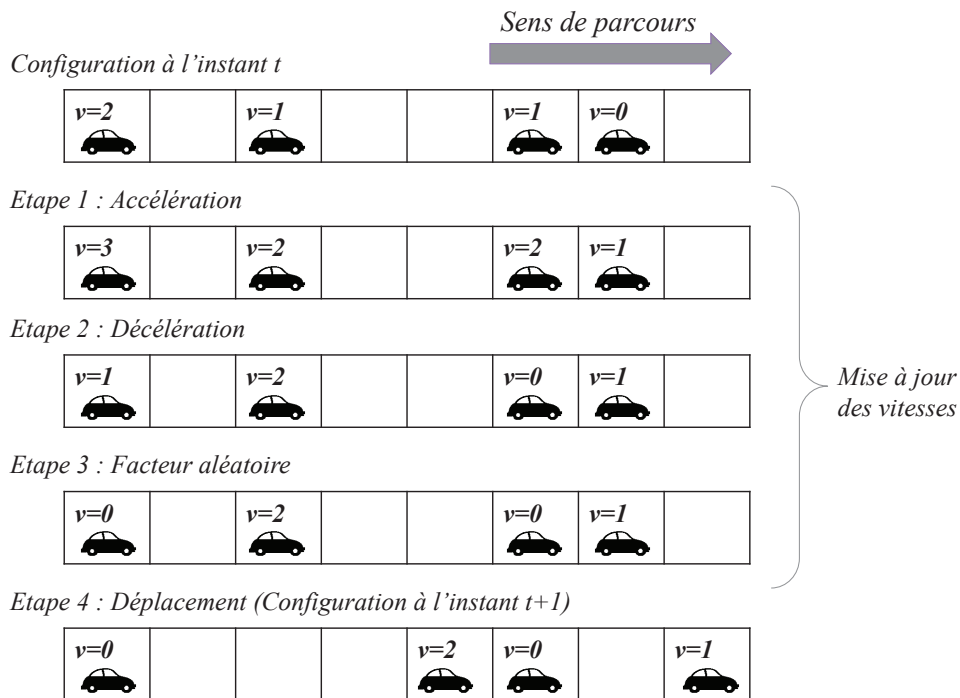 Sens de parcours
Configuration à l'instant t
v=2 v=1 v=1 v=0
Etape 1 : Accélération
v=3 v=2 v=2 v=1
Etape 2 : Décélération
v=1 v=2 v=0 v=1
Mise à jour
des vitesses
Etape 3 : Facteur aléatoire
v=0 v=2 v=0 v=1
Etape 4 : Déplacement (Configuration à l'instant t+1)
v=0 v=2 v=0 v=1